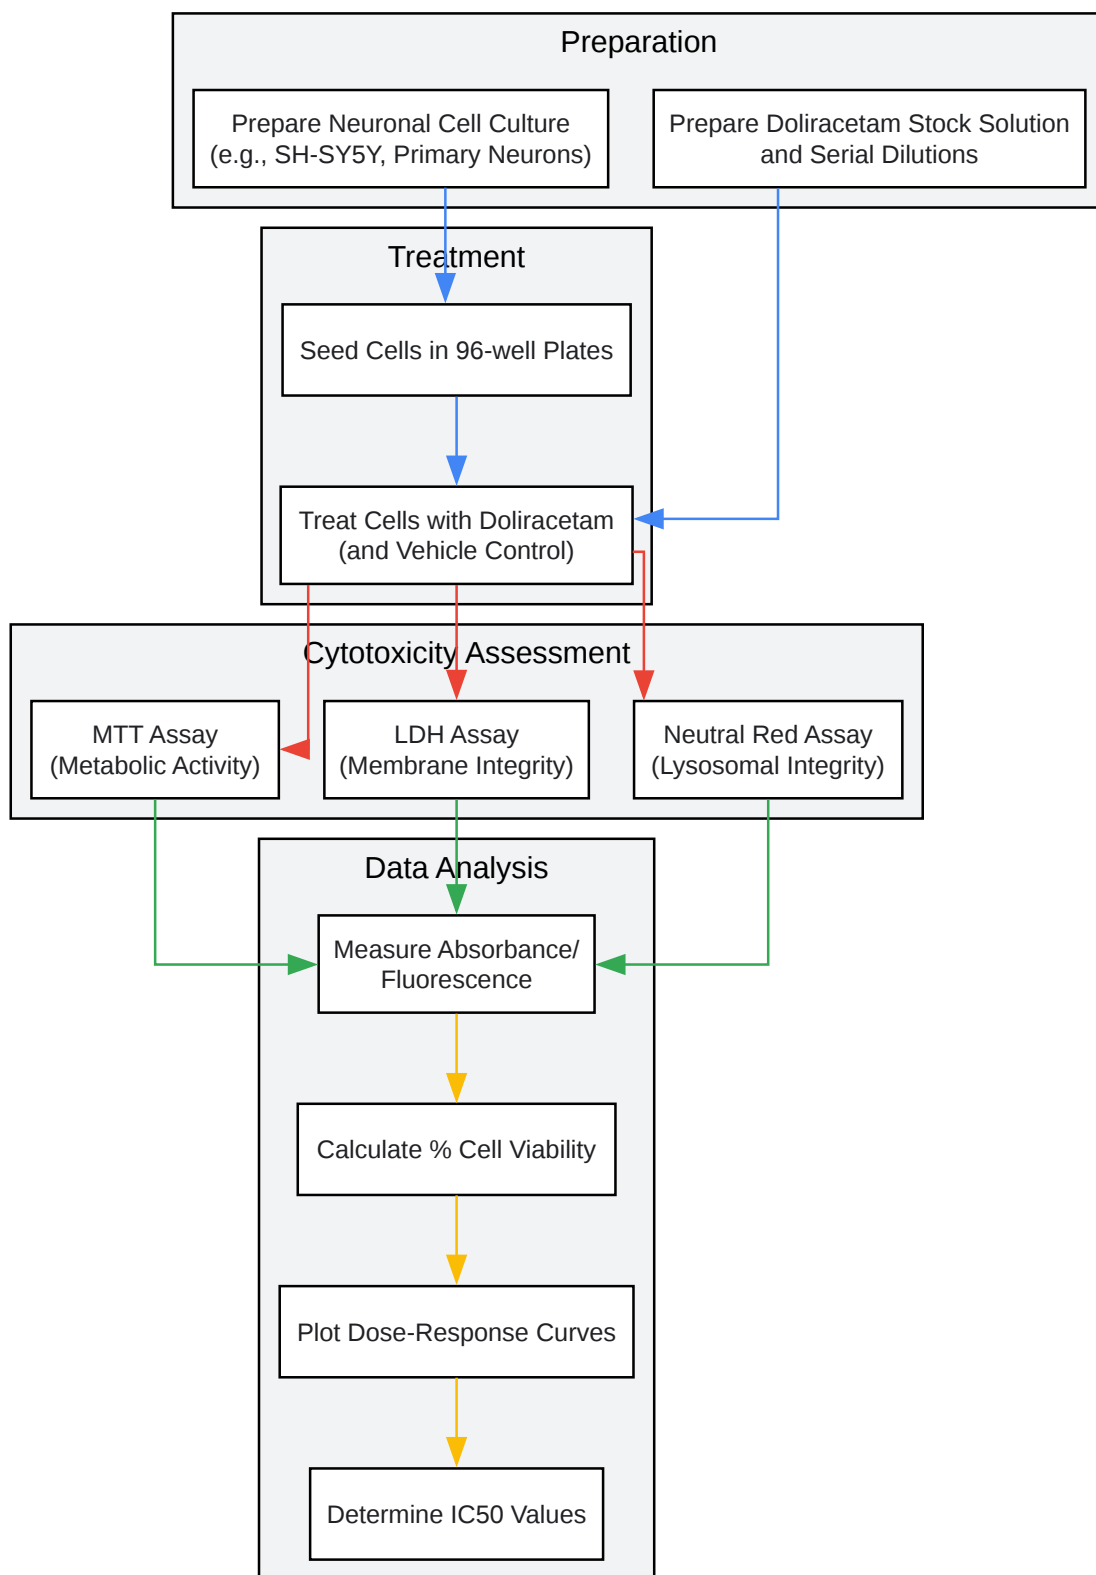 Preparation
Prepare Neuronal Cell Culture
(e.g., SH-SY5Y, Primary Neurons)
Prepare Doliracetam Stock Solution
and Serial Dilutions
Treatment
Seed Cells in 96-well Plates
Treat Cells with Doliracetam
(and Vehicle Control)
Cytotoxicity Assessment
MTT Assay
(Metabolic Activity)
LDH Assay
(Membrane Integrity)
Neutral Red Assay
(Lysosomal Integrity)
Data Analysis
Measure Absorbance/
Fluorescence
Calculate % Cell Viability
Plot Dose-Response Curves
Determine IC50 Values